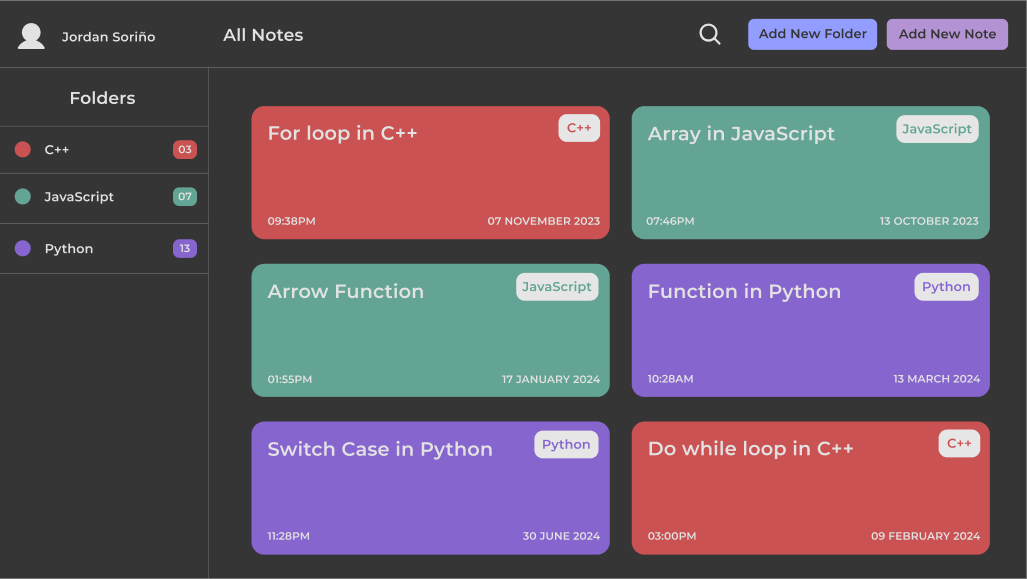 Jordan Soriño
All Notes
Add New Folder
Add New Note
Folders
C++ 03
JavaScript 07
Python 13
For loop in C++
C++
09:38PM
07 NOVEMBER 2023
Array in JavaScript
JavaScript
07:46PM
13 OCTOBER 2023
Arrow Function
JavaScript
01:55PM
17 JANUARY 2024
Function in Python
Python
10:28AM
13 MARCH 2024
Switch Case in Python
Python
11:28PM
30 JUNE 2024
Do while loop in C++
C++
03:00PM
09 FEBRUARY 2024